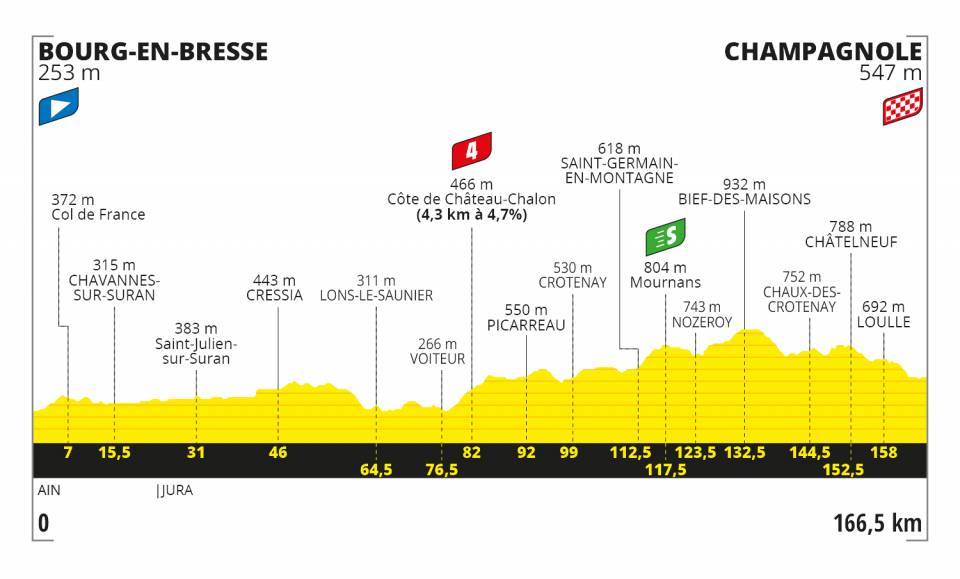 BOURG-EN-BRESSE
253 m
CHAMPAGNOLE
547 m
4
466 m
Côte de Château-Chalon
(4,3 km à 4,7%)
618 m
SAINT-GERMAIN-
EN-MONTAGNE
932 m
BIEF-DES-MAISONS
372 m
Col de France
S
788 m
CHÂTELNEUF
315 m
CHAVANNES-
SUR-SURAN
443 m
CRESSIA
311 m
LONS-LE-SAUNIER
530 m
CROTENAY
804 m
Mournans
752 m
CHAUX-DES-
CROTENAY
383 m
Saint-Julien-
sur-Suran
266 m
VOITEUR
550 m
PICARREAU
743 m
NOZEROY
692 m
LOULLE
7 15,5 31 46 82 92 99 112,5 123,5 132,5 144,5 158
64,5 76,5 117,5 152,5
AIN |JURA
0 166,5 km